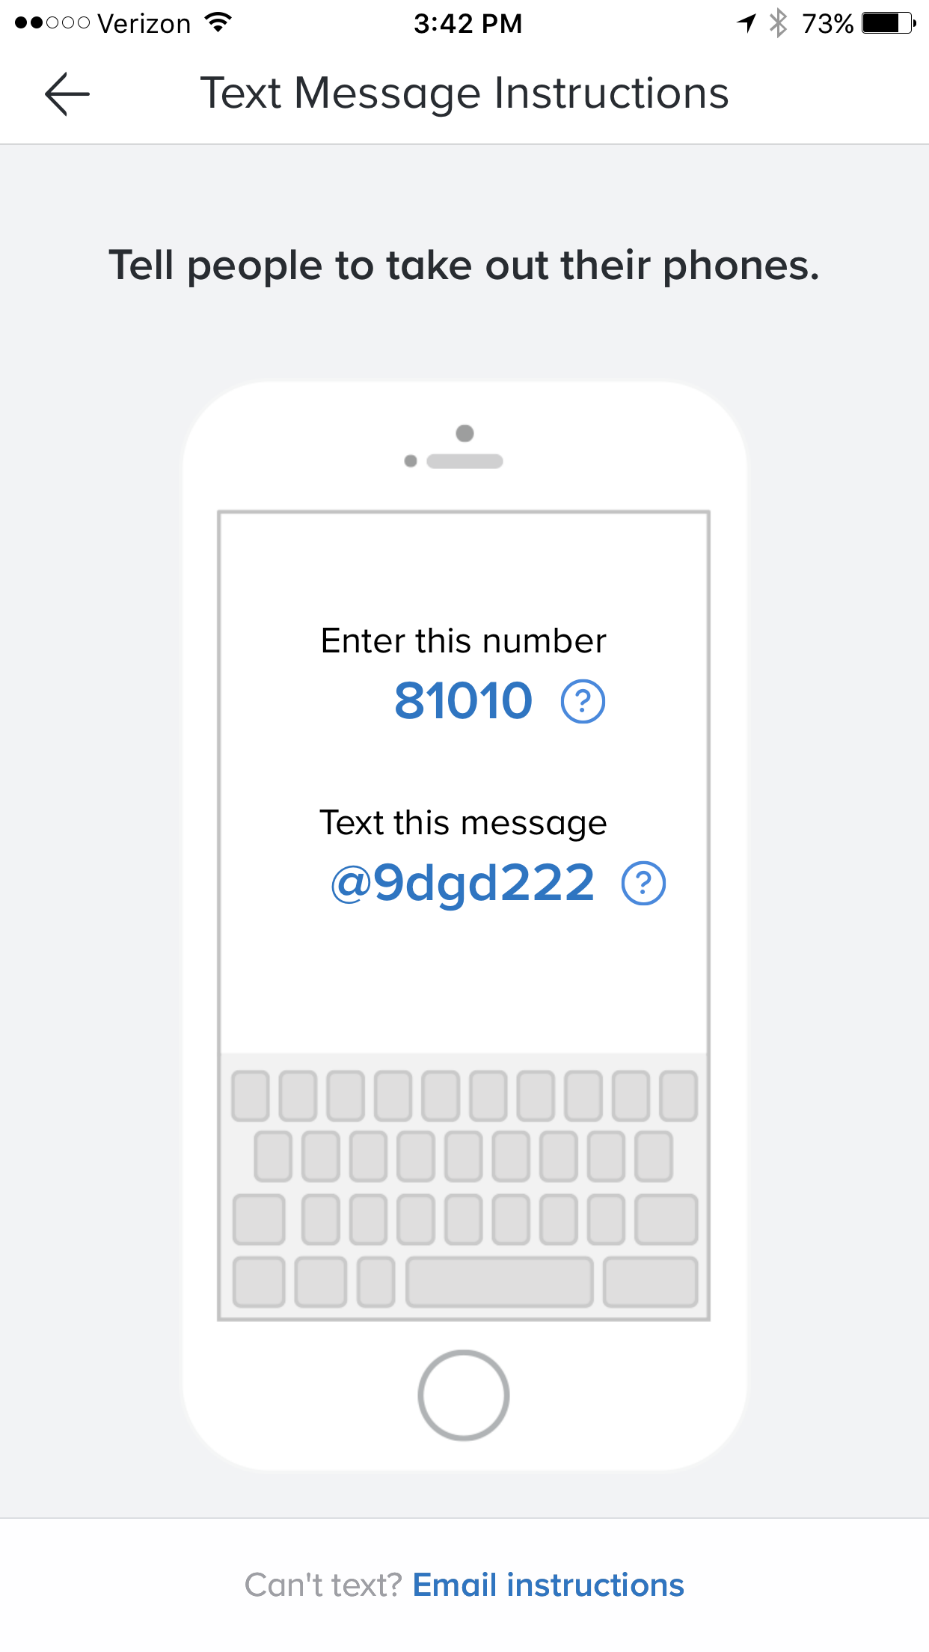 Verizon 3:42 PM 73%
Text Message Instructions
Tell people to take out their phones.
Enter this number
81010 ?
Text this message
@9dgd222 ?
Can't text? Email instructions